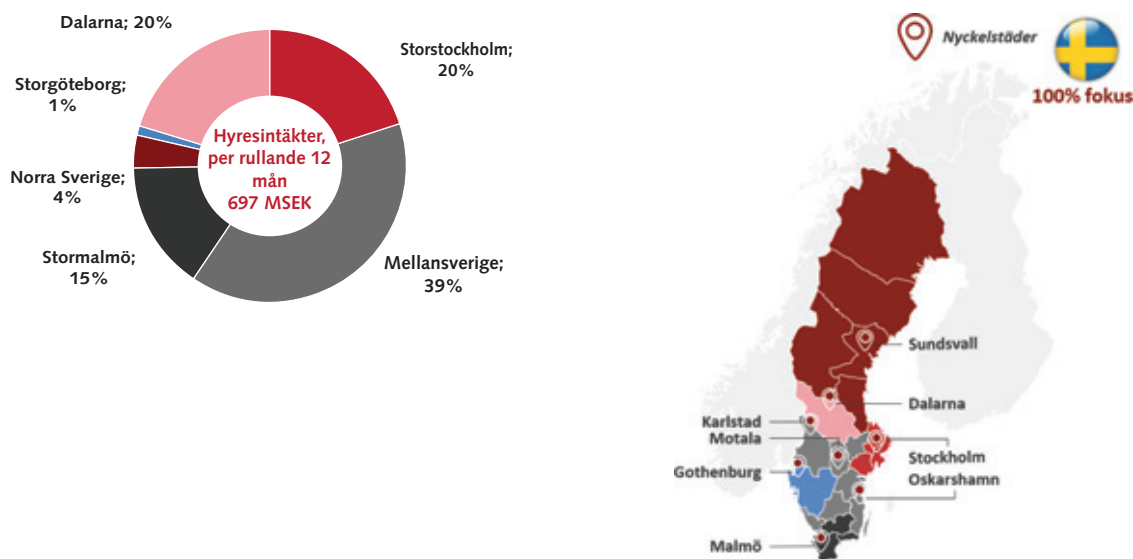 Dalarna; 20%
Storstockholm;
20%
Storgöteborg;
1%
Hyresintäkter,
per rullande 12
mån
697 MSEK
Norra Sverige;
4%
Stormalmö;
15%
Mellansverige;
39%
Nyckelstäder
100% fokus
Sundsvall
Dalarna
Karlstad
Motala
Stockholm
Oskarshamn
Gothenburg
Malmö